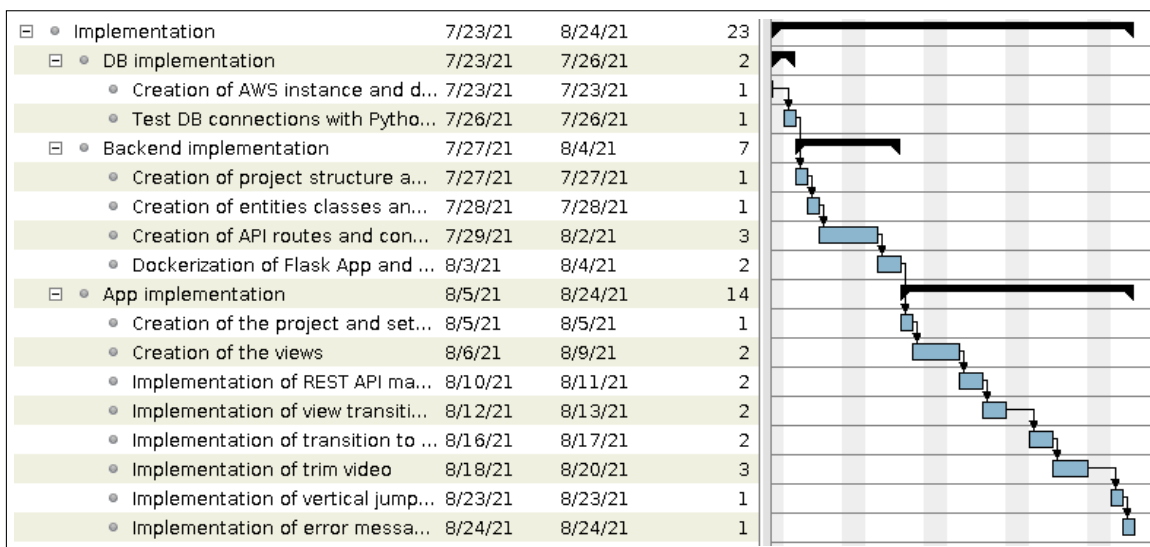 Implementation 7/23/21 8/24/21 23
DB implementation 7/23/21 7/26/21 2
Creation of AWS instance and d... 7/23/21 7/23/21 1
Test DB connections with Pytho... 7/26/21 7/26/21 1
Backend implementation 7/27/21 8/4/21 7
Creation of project structure a... 7/27/21 7/27/21 1
Creation of entities classes an... 7/28/21 7/28/21 1
Creation of API routes and con... 7/29/21 8/2/21 3
Dockerization of Flask App and ... 8/3/21 8/4/21 2
App implementation 8/5/21 8/24/21 14
Creation of the project and set... 8/5/21 8/5/21 1
Creation of the views 8/6/21 8/9/21 2
Implementation of REST API ma... 8/10/21 8/11/21 2
Implementation of view transiti... 8/12/21 8/13/21 2
Implementation of transition to ... 8/16/21 8/17/21 2
Implementation of trim video 8/18/21 8/20/21 3
Implementation of vertical jump... 8/23/21 8/23/21 1
Implementation of error messa... 8/24/21 8/24/21 1